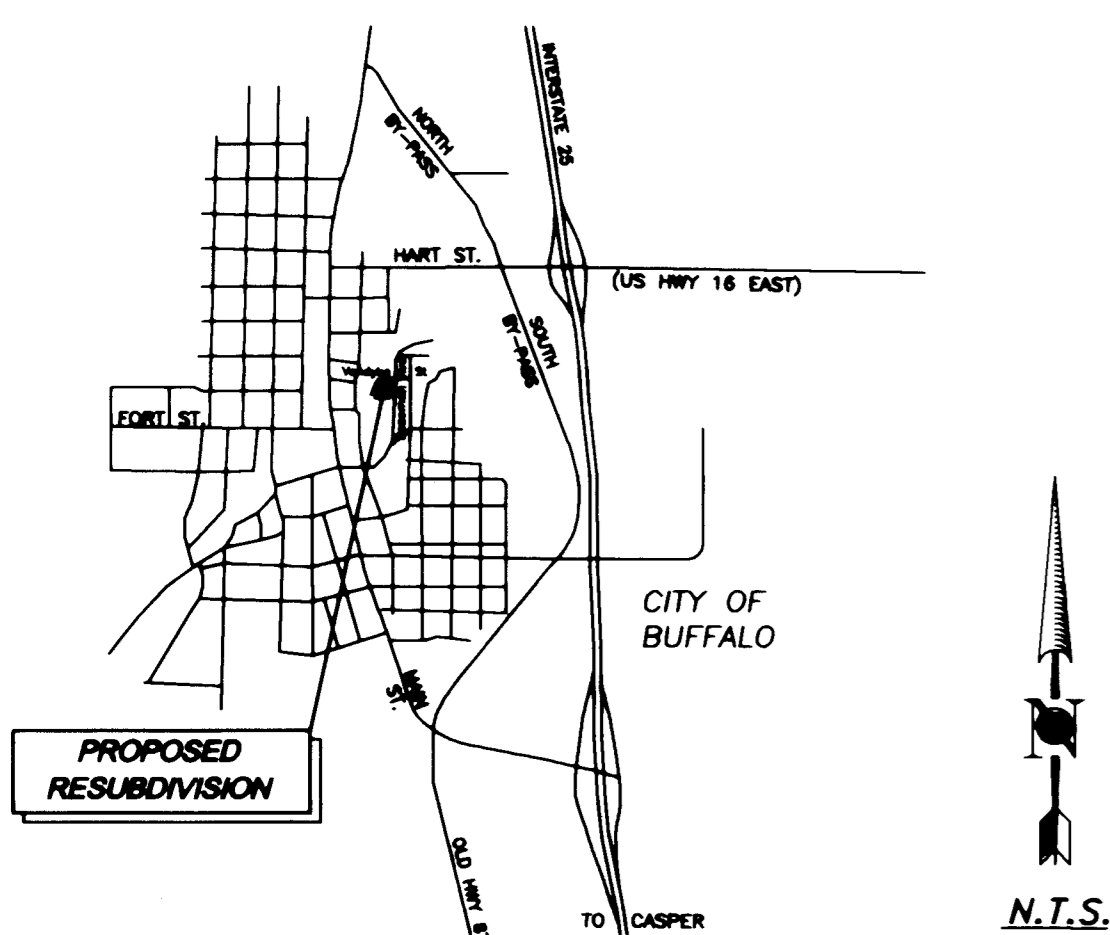 INTERSTATE 25
NORTH
BY-PASS
HART ST.
(US HWY 16 EAST)
SOUTH
BY-PASS
St
FORT ST.
CITY OF
BUFFALO
MAIN
ST.
PROPOSED
RESUBDIVISION
N
OLD HWY
TO CASPER
N.T.S.